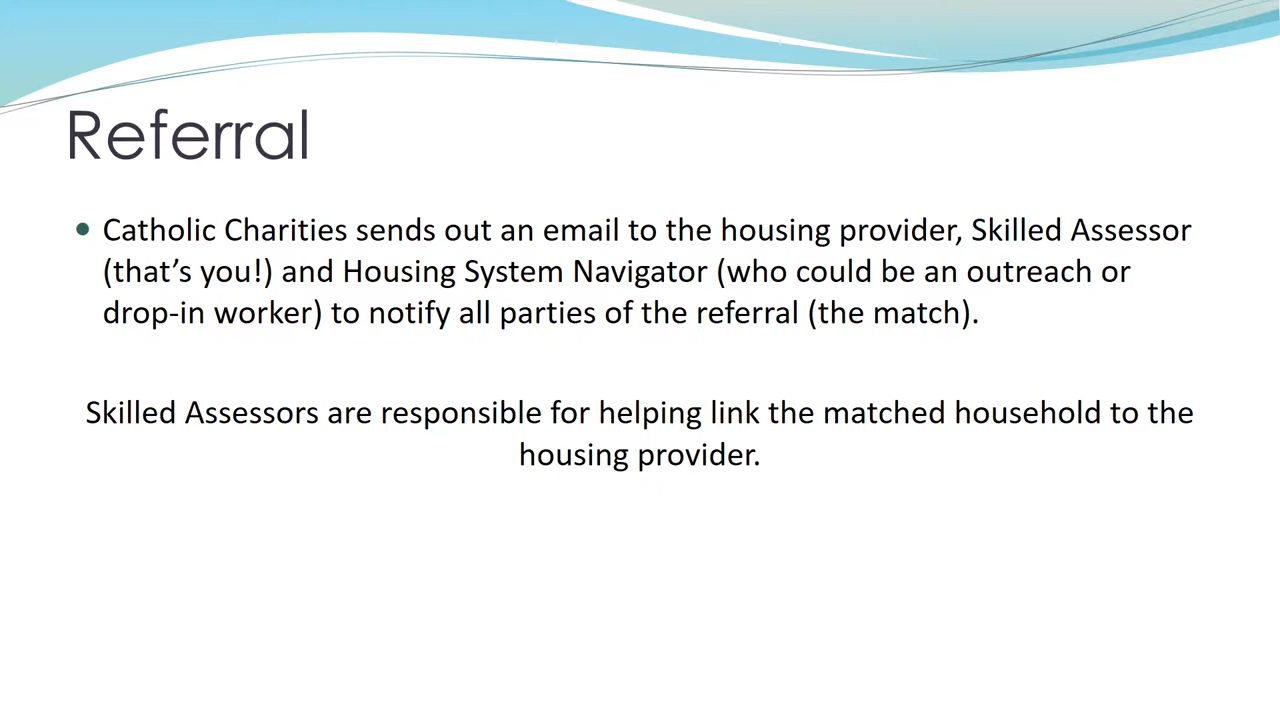 Referral
• Catholic Charities sends out an email to the housing provider, Skilled Assessor
(that’s you!) and Housing System Navigator (who could be an outreach or
drop-in worker) to notify all parties of the referral (the match).
Skilled Assessors are responsible for helping link the matched household to the
housing provider.